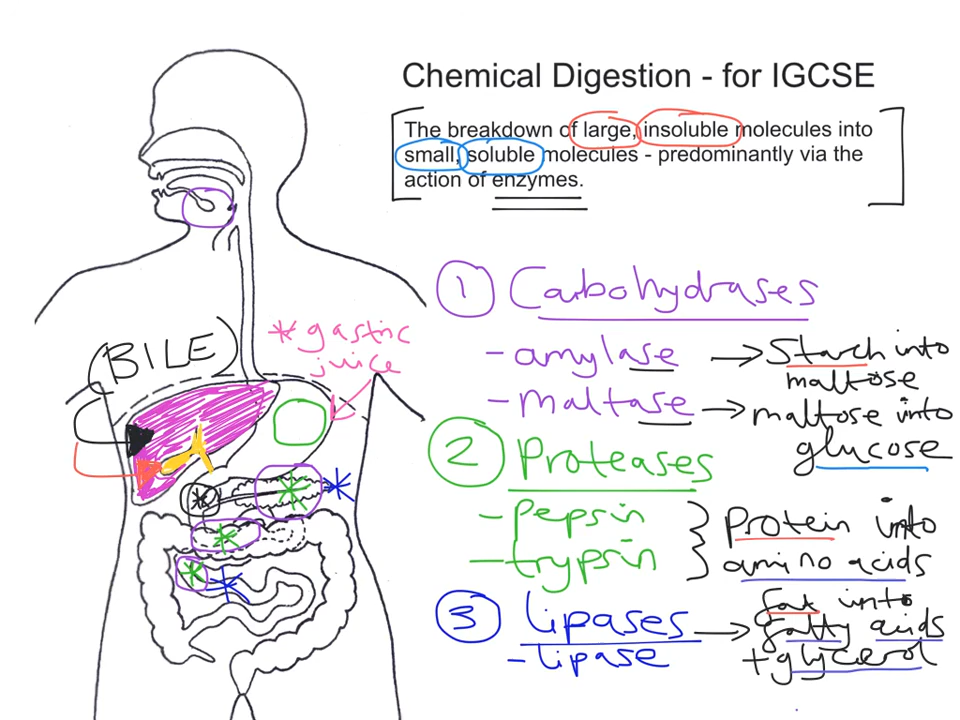 Chemical Digestion - for IGCSE
The breakdown of large, insoluble molecules into
small, soluble molecules - predominantly via the
action of enzymes.
1 Carbohydrases
- amylase → Starch into
maltose
- maltase → maltose into
glucose
2 Proteases
- pepsin } protein into
- trypsin amino acids
3 lipases → fat into
fatty acids
- lipase + glycerol
(BILE)
* gastric
juice